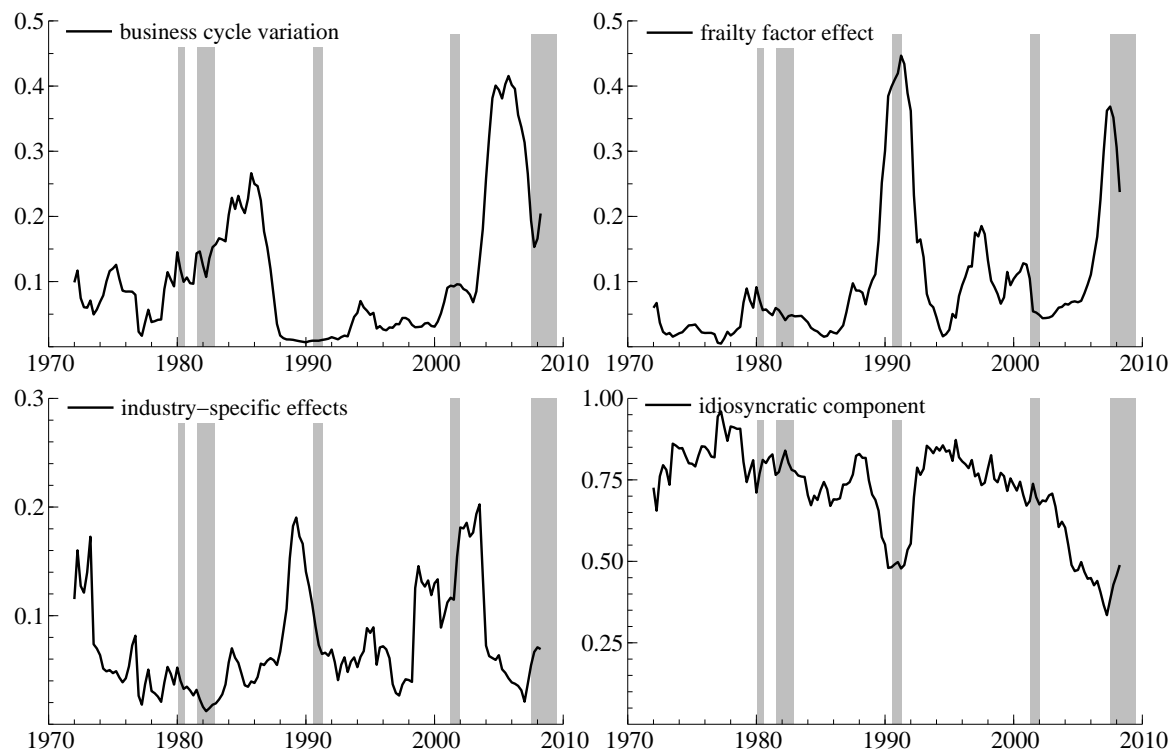 0.5
business cycle variation
0.4
0.3
0.2
0.1
1970 1980 1990 2000 2010
0.5
frailty factor effect
0.4
0.3
0.2
0.1
1970 1980 1990 2000 2010
0.3
industry−specific effects
0.2
0.1
1970 1980 1990 2000 2010
1.00
idiosyncratic component
0.75
0.50
0.25
1970 1980 1990 2000 2010